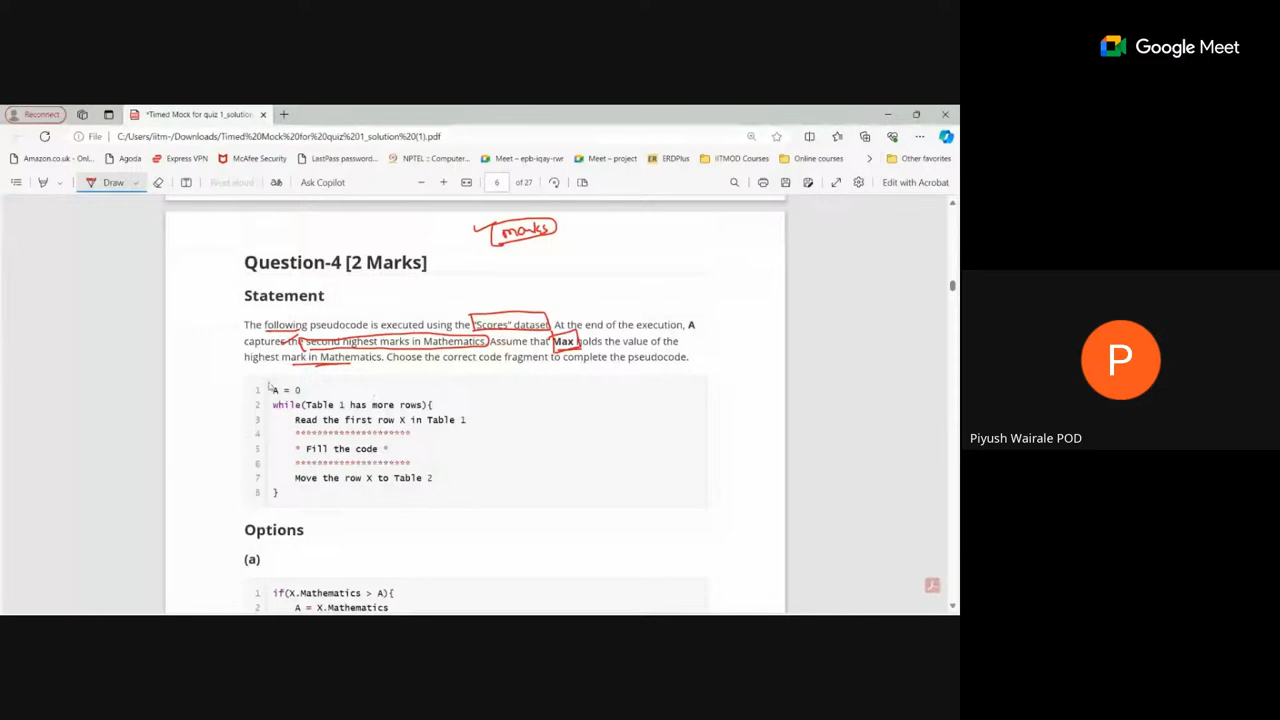 Google Meet
Reconnect
*Timed Mock for quiz 1_solution
File
C:/Users/iitm-/Downloads/Timed%20Mock%20for%20quiz%201_solution%20(1).pdf
Amazon.co.uk - Onl...
Agoda
Express VPN
McAfee Security
LastPass password...
NPTEL :: Computer...
Meet – epb-iqay-rwe
Meet – project
ERDPlus
IITMOD Courses
Online courses
Other favorites
Draw
Read aloud
Ask Copilot
6 of 27
Edit with Acrobat
marks
Question-4 [2 Marks]
Statement
The following pseudocode is executed using the "Scores" dataset. At the end of the execution, A
captures the second highest marks in Mathematics. Assume that Max holds the value of the
highest mark in Mathematics. Choose the correct code fragment to complete the pseudocode.
1 A = 0
2 while(Table 1 has more rows){
3 Read the first row X in Table 1
4 *********************
5 * Fill the code *
6 *********************
7 Move the row X to Table 2
8 }
Options
(a)
1 if(X.Mathematics > A){
2 A = X.Mathematics
P
Piyush Wairale POD